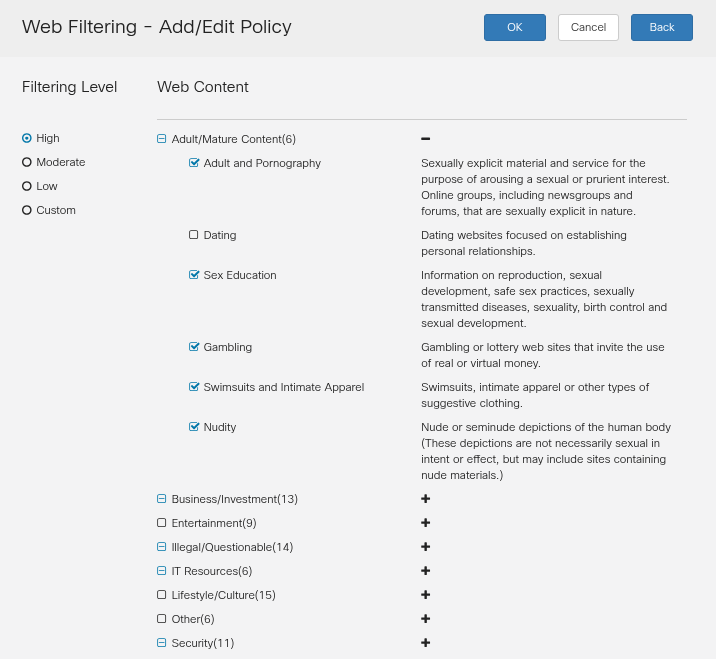 Web Filtering - Add/Edit Policy
OK
Cancel
Back
Filtering Level
Web Content
High
Moderate
Low
Custom
Adult/Mature Content(6)
Adult and Pornography
Sexually explicit material and service for the
purpose of arousing a sexual or prurient interest.
Online groups, including newsgroups and
forums, that are sexually explicit in nature.
Dating
Dating websites focused on establishing
personal relationships.
Sex Education
Information on reproduction, sexual
development, safe sex practices, sexually
transmitted diseases, sexuality, birth control and
sexual development.
Gambling
Gambling or lottery web sites that invite the use
of real or virtual money.
Swimsuits and Intimate Apparel
Swimsuits, intimate apparel or other types of
suggestive clothing.
Nudity
Nude or seminude depictions of the human body
(These depictions are not necessarily sexual in
intent or effect, but may include sites containing
nude materials.)
Business/Investment(13)
Entertainment(9)
Illegal/Questionable(14)
IT Resources(6)
Lifestyle/Culture(15)
Other(6)
Security(11)